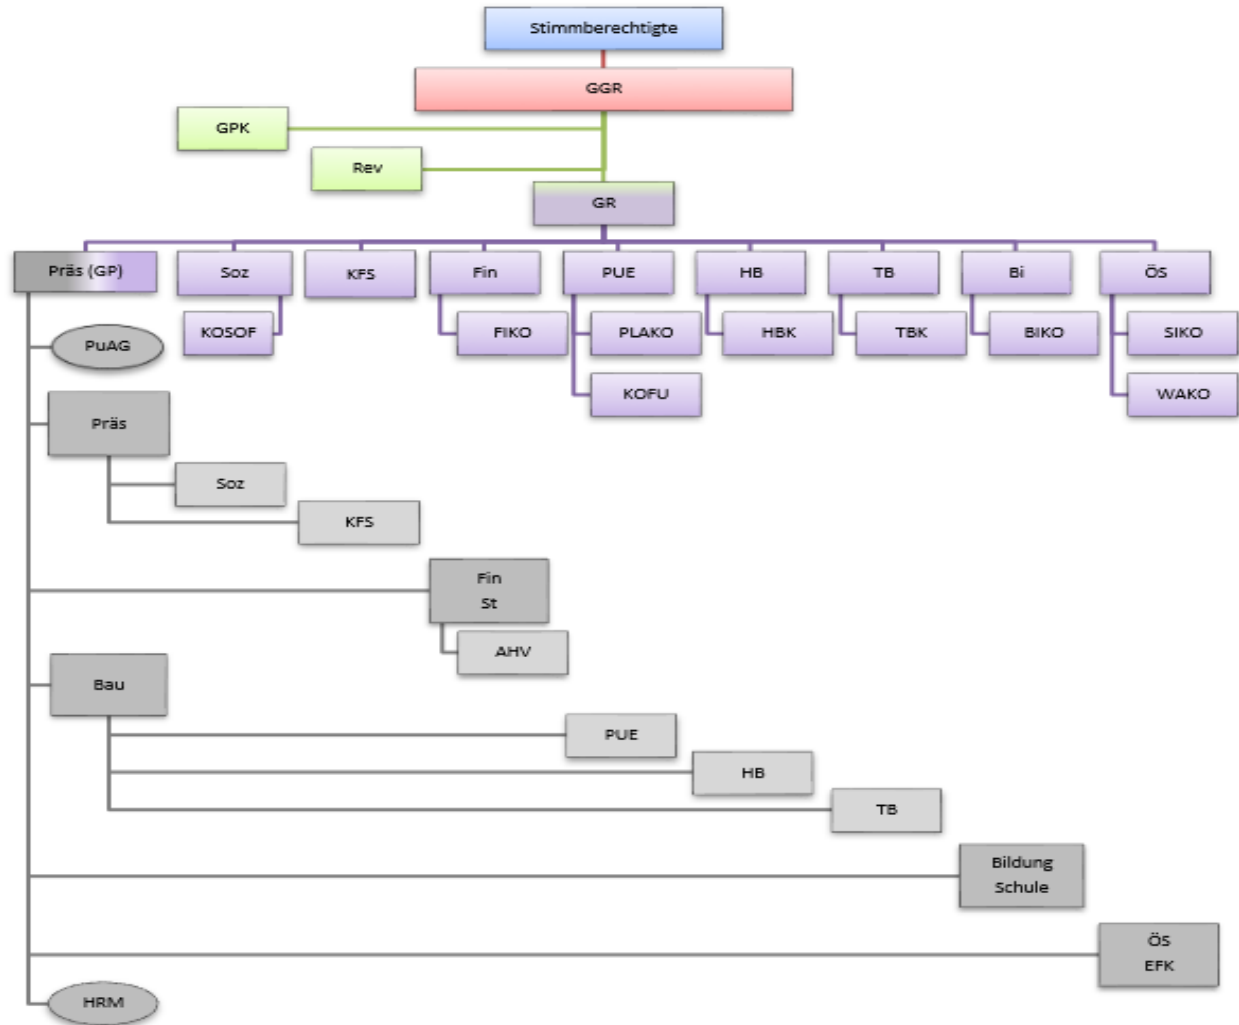 Stimmberechtigte
GGR
GPK
Rev
GR
Präs (GP)
Soz
KFS
Fin
PUE
HB
TB
Bi
ÖS
KOSOF
FIKO
PLAKO
HBK
TBK
BIKO
SIKO
PuAG
KOFU
WAKO
Präs
Soz
KFS
Fin
St
AHV
Bau
PUE
HB
TB
Bildung
Schule
ÖS
EFK
HRM